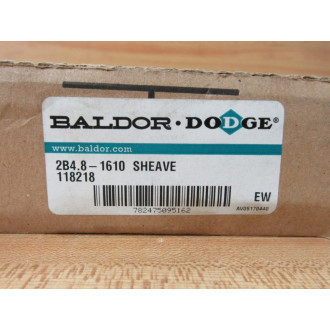 BALDOR · DODGE®
www.baldor.com
2B4.8-1610 SHEAVE
118218
EW
782475095162